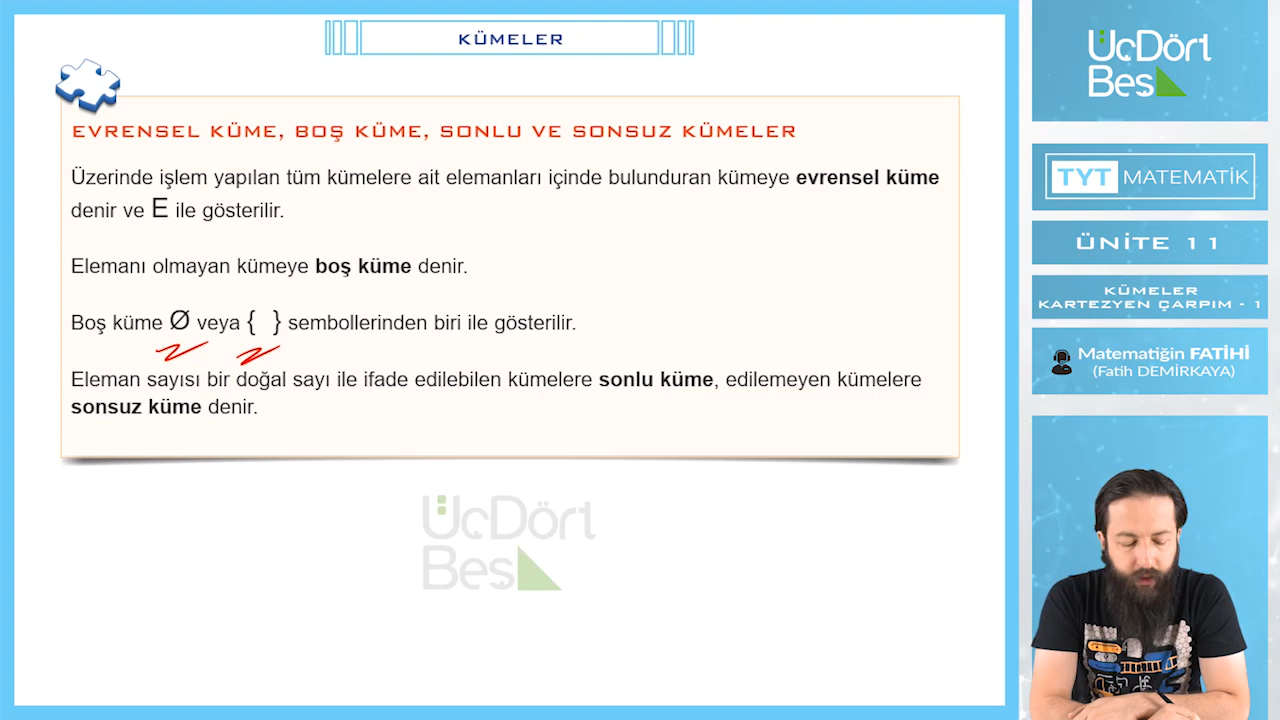 KÜMELER
EVRENSEL KÜME, BOŞ KÜME, SONLU VE SONSUZ KÜMELER
Üzerinde işlem yapılan tüm kümelere ait elemanları içinde bulunduran kümeye evrensel küme
denir ve E ile gösterilir.
Elemanı olmayan kümeye boş küme denir.
Boş küme Ø veya { } sembollerinden biri ile gösterilir.
Eleman sayısı bir doğal sayı ile ifade edilebilen kümelere sonlu küme, edilemeyen kümelere
sonsuz küme denir.
ÜçDört
Beş
ÜçDört
Beş
TYT MATEMATİK
ÜNİTE 11
KÜMELER
KARTEZYEN ÇARPIM - 1
Matematiğin FATİHİ
(Fatih DEMİRKAYA)